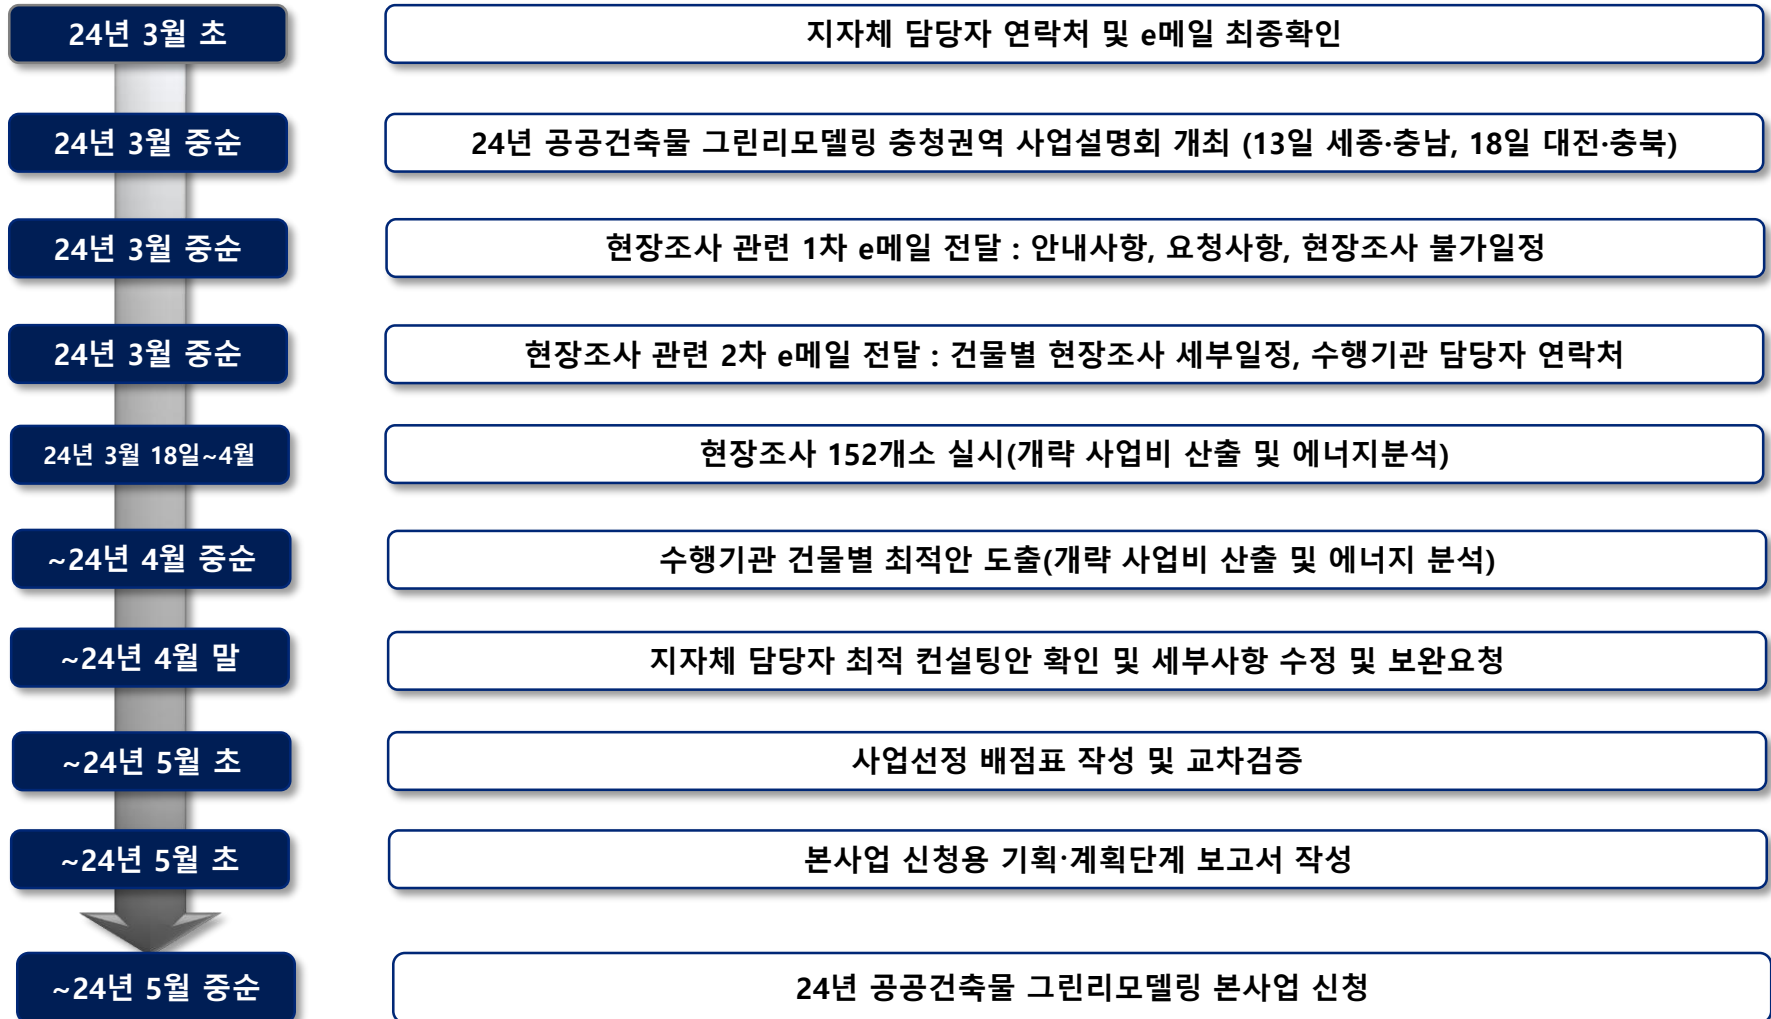 24년 3월 초
지자체 담당자 연락처 및 e메일 최종확인
24년 3월 중순
24년 공공건축물 그린리모델링 충청권역 사업설명회 개최 (13일 세종·충남, 18일 대전·충북)
24년 3월 중순
현장조사 관련 1차 e메일 전달 : 안내사항, 요청사항, 현장조사 불가일정
24년 3월 중순
현장조사 관련 2차 e메일 전달 : 건물별 현장조사 세부일정, 수행기관 담당자 연락처
24년 3월 18일~4월
현장조사 152개소 실시(개략 사업비 산출 및 에너지분석)
~24년 4월 중순
수행기관 건물별 최적안 도출(개략 사업비 산출 및 에너지 분석)
~24년 4월 말
지자체 담당자 최적 컨설팅안 확인 및 세부사항 수정 및 보완요청
~24년 5월 초
사업선정 배점표 작성 및 교차검증
~24년 5월 초
본사업 신청용 기획·계획단계 보고서 작성
~24년 5월 중순
24년 공공건축물 그린리모델링 본사업 신청